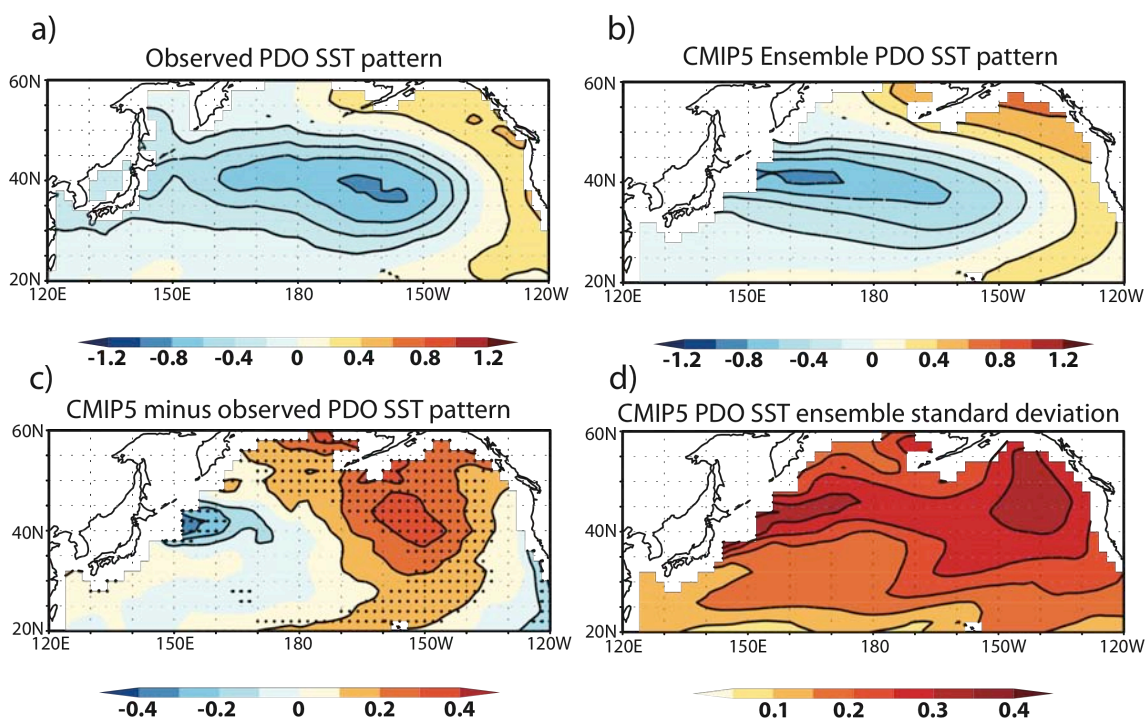 a)
Observed PDO SST pattern
60N
40N
20N
120E 150E 180 150W 120W
-1.2 -0.8 -0.4 0 0.4 0.8 1.2
b)
CMIP5 Ensemble PDO SST pattern
60N
40N
20N
120E 150E 180 150W 120W
-1.2 -0.8 -0.4 0 0.4 0.8 1.2
c)
CMIP5 minus observed PDO SST pattern
60N
40N
20N
120E 150E 180 150W 120W
-0.4 -0.2 0 0.2 0.4
d)
CMIP5 PDO SST ensemble standard deviation
60N
40N
20N
120E 150E 180 150W 120W
0.1 0.2 0.3 0.4